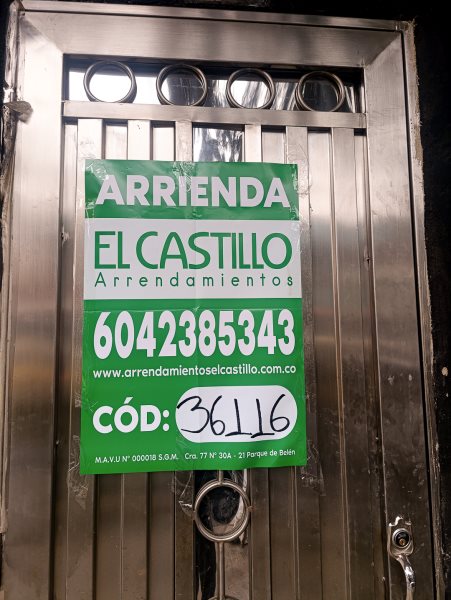 ARRIENDA
EL CASTILLO
Arrendamientos
6042385343
www.arrendamientoselcastillo.com.co
CÓD: 36116
M.A.V.U N° 000018 S.G.M. Cra. 77 N° 30A - 21 Parque de Belén